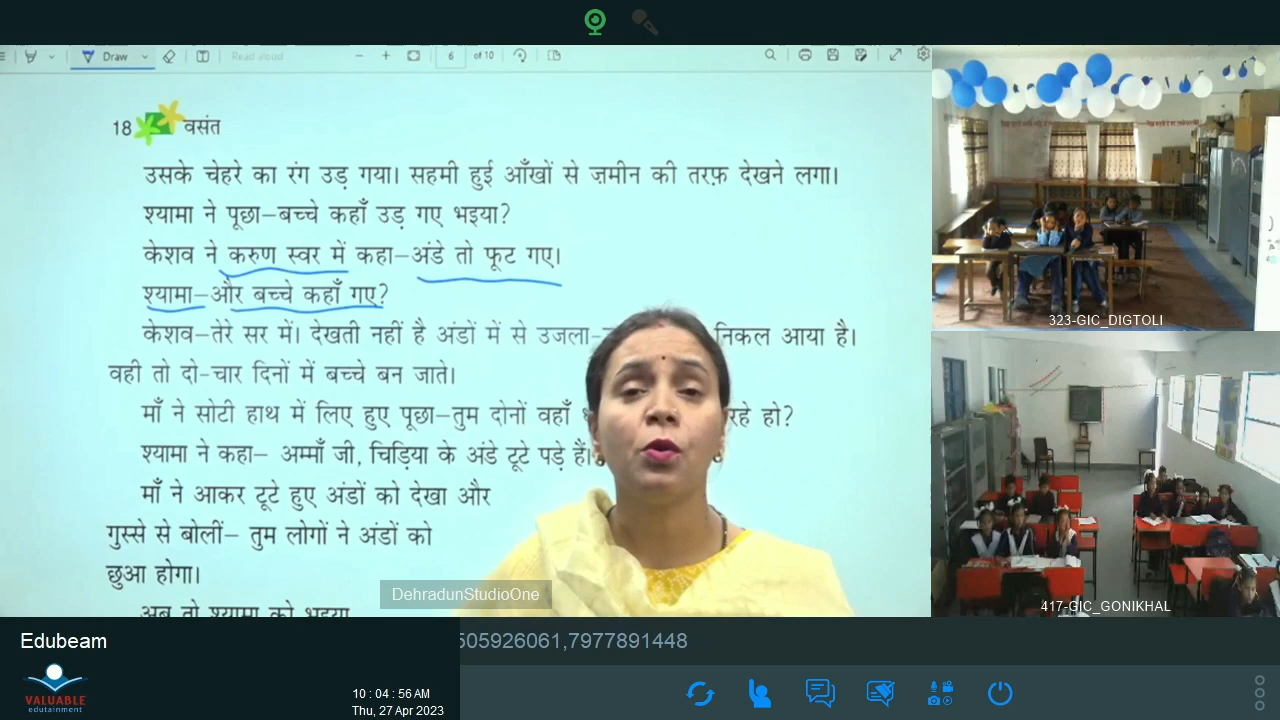 Draw
Read aloud
6
of 10
18 वसंत
उसके चेहरे का रंग उड़ गया। सहमी हुई आँखों से ज़मीन की तरफ़ देखने लगा।
श्यामा ने पूछा–बच्चे कहाँ उड़ गए भइया?
केशव ने करुण स्वर में कहा–अंडे तो फूट गए।
श्यामा–और बच्चे कहाँ गए?
केशव–तेरे सर में। देखती नहीं है अंडों में से उजला– निकल आया है।
वही तो दो-चार दिनों में बच्चे बन जाते।
माँ ने सोटी हाथ में लिए हुए पूछा–तुम दोनों वहाँ रहे हो?
श्यामा ने कहा– अम्माँ जी, चिड़िया के अंडे टूटे पड़े हैं।
माँ ने आकर टूटे हुए अंडों को देखा और
गुस्से से बोलीं– तुम लोगों ने अंडों को
छुआ होगा।
अब तो श्यामा को भइया
DehradunStudioOne
323-GIC_DIGTOLI
417-GIC_GONIKHAL
Edubeam
505926061,7977891448
VALUABLE
edutainment
10 : 04 : 56 AM
Thu, 27 Apr 2023